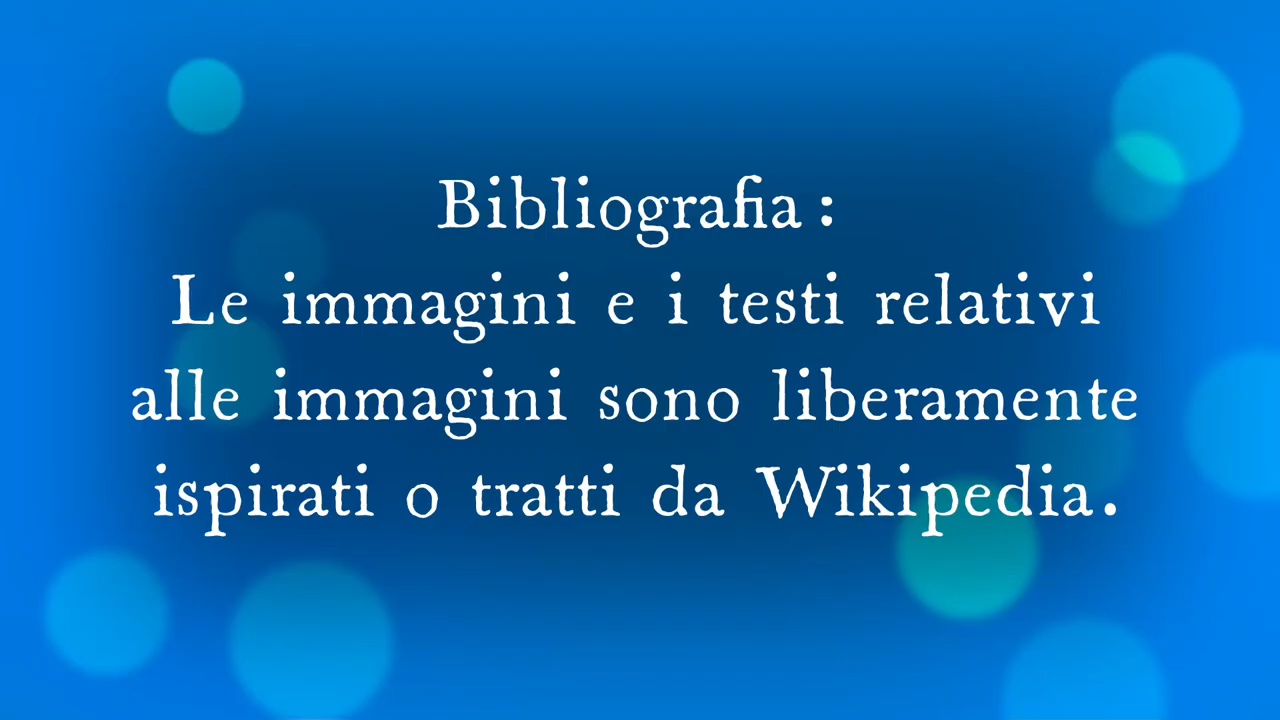 Bibliografia :
Le immagini e i testi relativi
alle immagini sono liberamente
ispirati o tratti da Wikipedia.